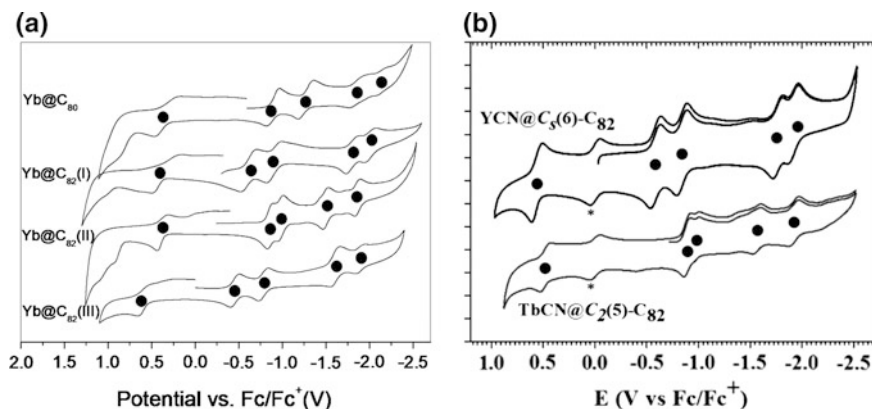 (a)
Yb@C₈₀
Yb@C₈₂(I)
Yb@C₈₂(II)
Yb@C₈₂(III)
2.0 1.5 1.0 0.5 0.0 -0.5 -1.0 -1.5 -2.0 -2.5
Potential vs. Fc/Fc⁺(V)
(b)
YCN@Cₛ(6)-C₈₂
*
*
TbCN@C₂(5)-C₈₂
1.0 0.5 0.0 -0.5 -1.0 -1.5 -2.0 -2.5
E (V vs Fc/Fc⁺)